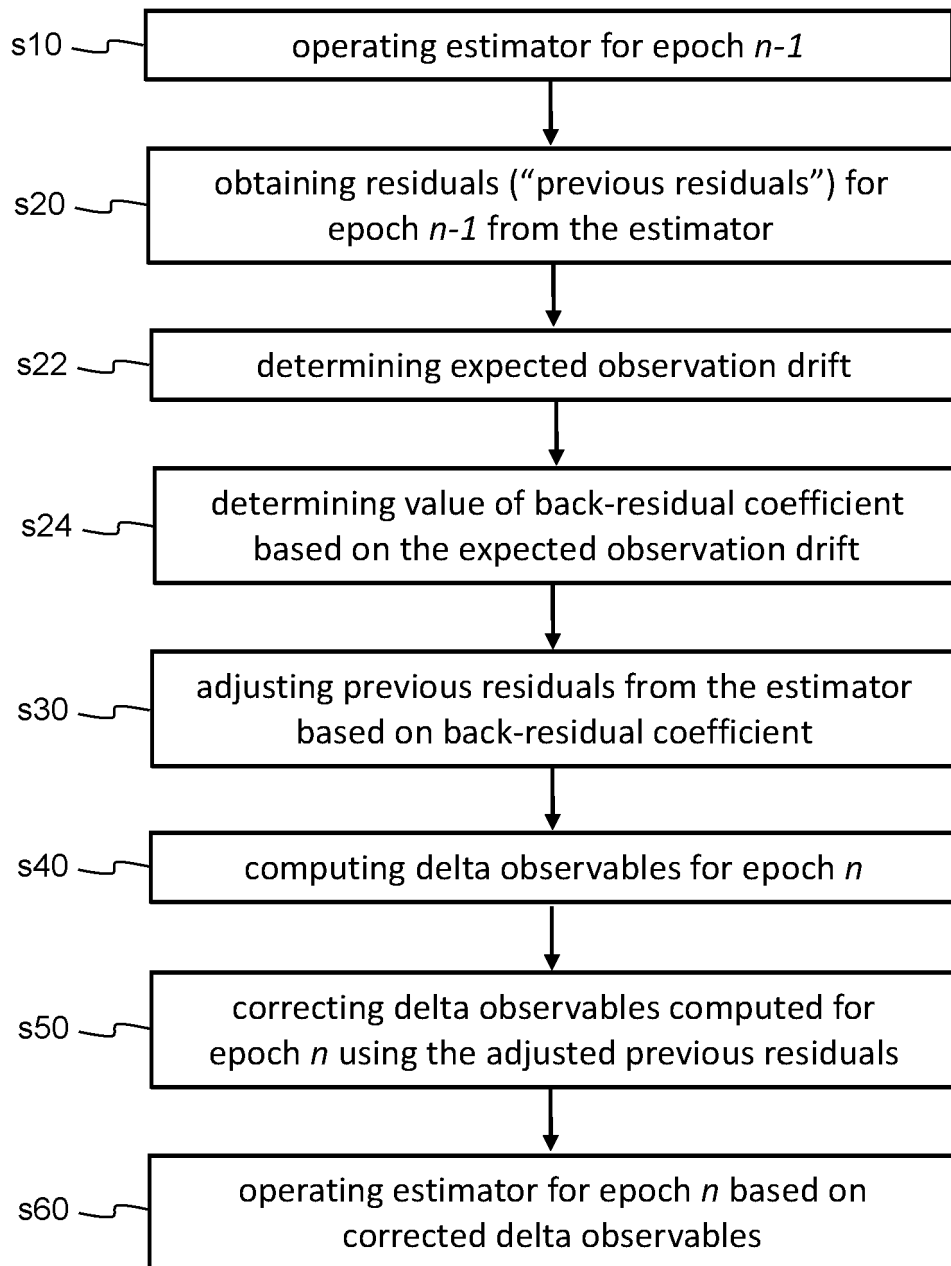 s10
operating estimator for epoch n-1
s20
obtaining residuals (“previous residuals”) for
epoch n-1 from the estimator
s22
determining expected observation drift
s24
determining value of back-residual coefficient
based on the expected observation drift
s30
adjusting previous residuals from the estimator
based on back-residual coefficient
s40
computing delta observables for epoch n
s50
correcting delta observables computed for
epoch n using the adjusted previous residuals
s60
operating estimator for epoch n based on
corrected delta observables